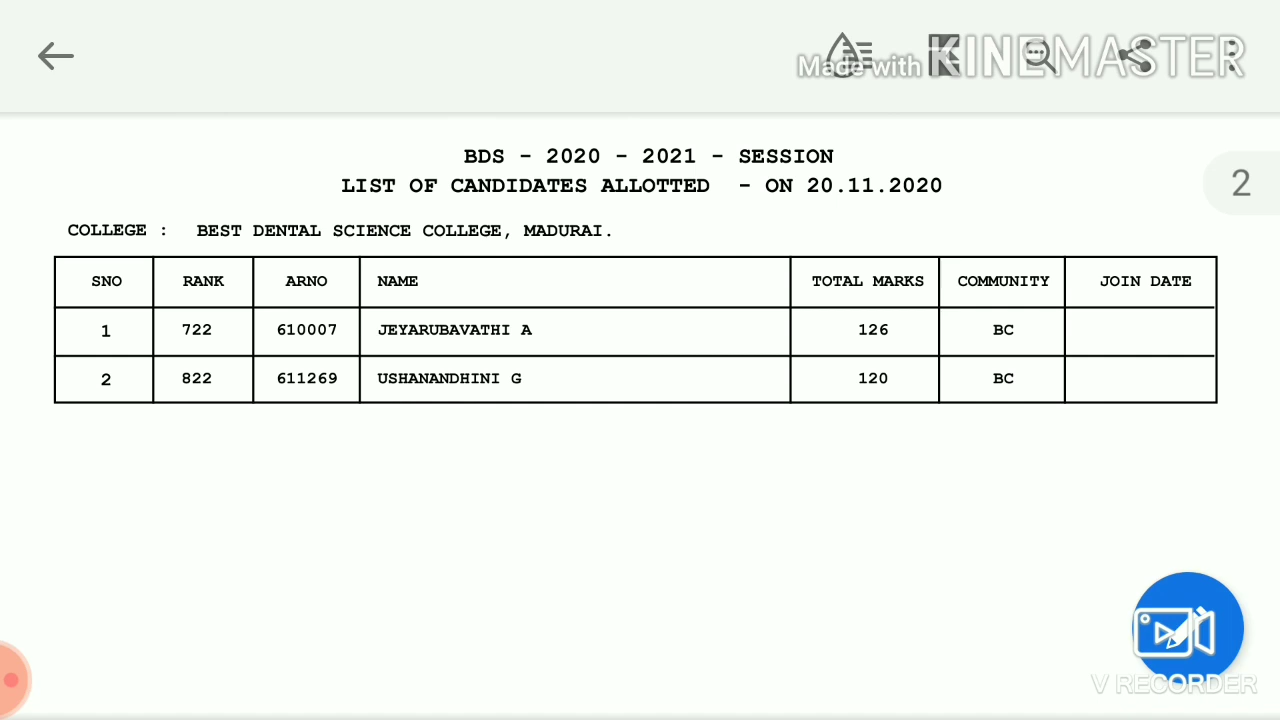 Made with KINEMASTER
BDS - 2020 - 2021 - SESSION
LIST OF CANDIDATES ALLOTTED - ON 20.11.2020
2
COLLEGE : BEST DENTAL SCIENCE COLLEGE, MADURAI.
SNO RANK ARNO NAME TOTAL MARKS COMMUNITY JOIN DATE
1 722 610007 JEYARUBAVATHI A 126 BC
2 822 611269 USHANANDHINI G 120 BC
V RECORDER